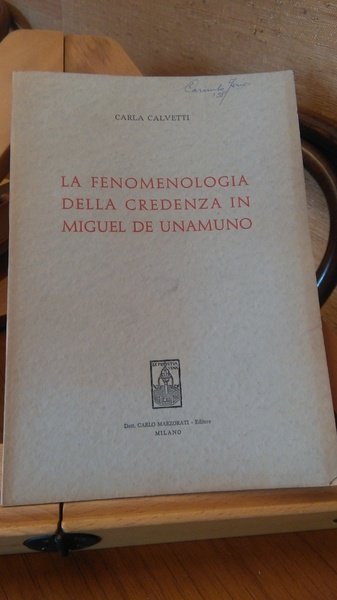 CARLA CALVETTI
LA FENOMENOLOGIA
DELLA CREDENZA IN
MIGUEL DE UNAMUNO
Dott. CARLO MARZORATI - Editore
MILANO